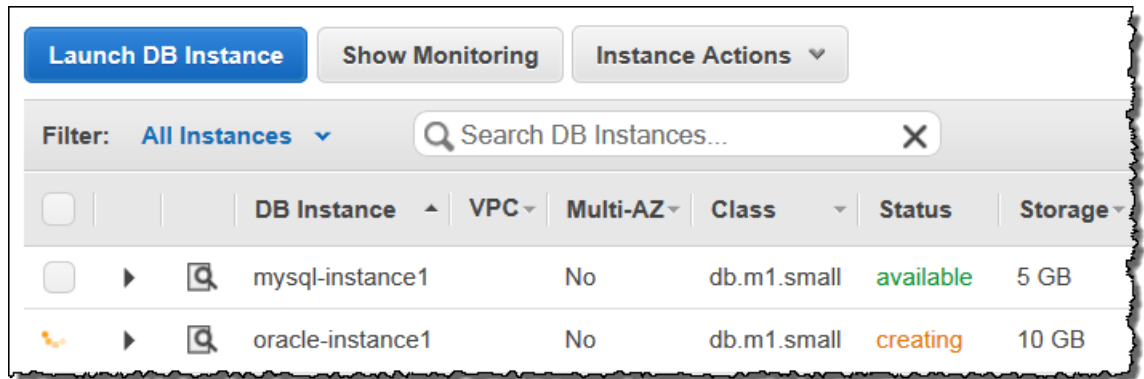 Launch DB Instance Show Monitoring Instance Actions
Filter: All Instances Search DB Instances...
DB Instance VPC Multi-AZ Class Status Storage
mysql-instance1 No db.m1.small available 5 GB
oracle-instance1 No db.m1.small creating 10 GB